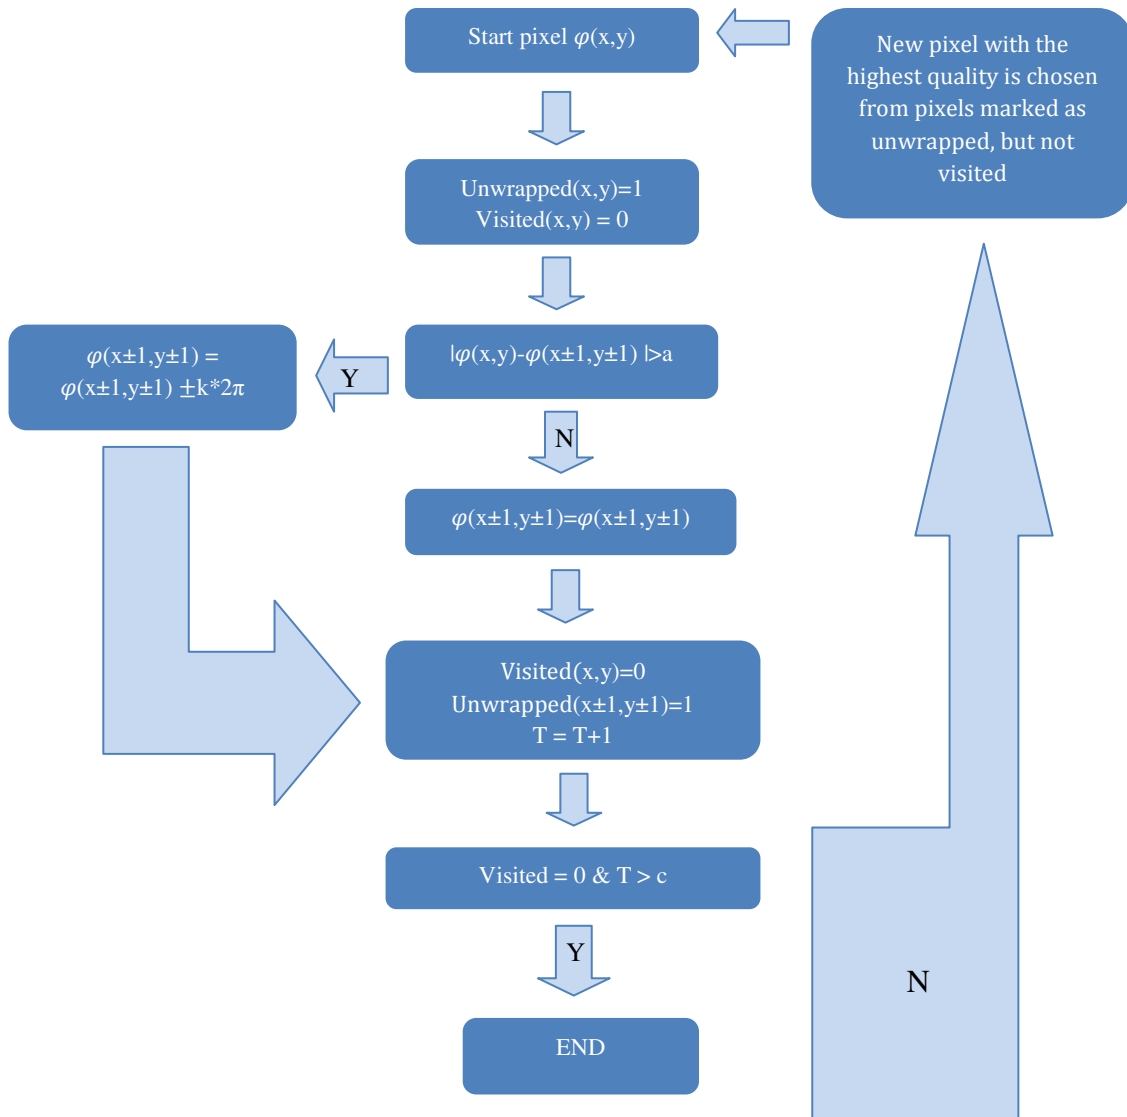 Start pixel φ(x,y)
New pixel with the
highest quality is chosen
from pixels marked as
unwrapped, but not
visited
Unwrapped(x,y)=1
Visited(x,y) = 0
|φ(x,y)-φ(x±1,y±1) |>a
Y
φ(x±1,y±1) =
φ(x±1,y±1) ±k*2π
N
φ(x±1,y±1)=φ(x±1,y±1)
Visited(x,y)=0
Unwrapped(x±1,y±1)=1
T = T+1
Visited = 0 & T > c
Y
N
END